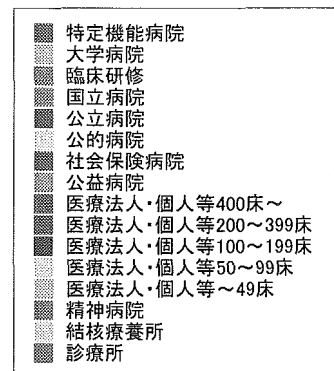 特定機能病院
大学病院
臨床研修
国立病院
公立病院
公的病院
社会保険病院
公益病院
医療法人・個人等400床～
医療法人・個人等200～399床
医療法人・個人等100～199床
医療法人・個人等50～99床
医療法人・個人等～49床
精神病院
結核療養所
診療所